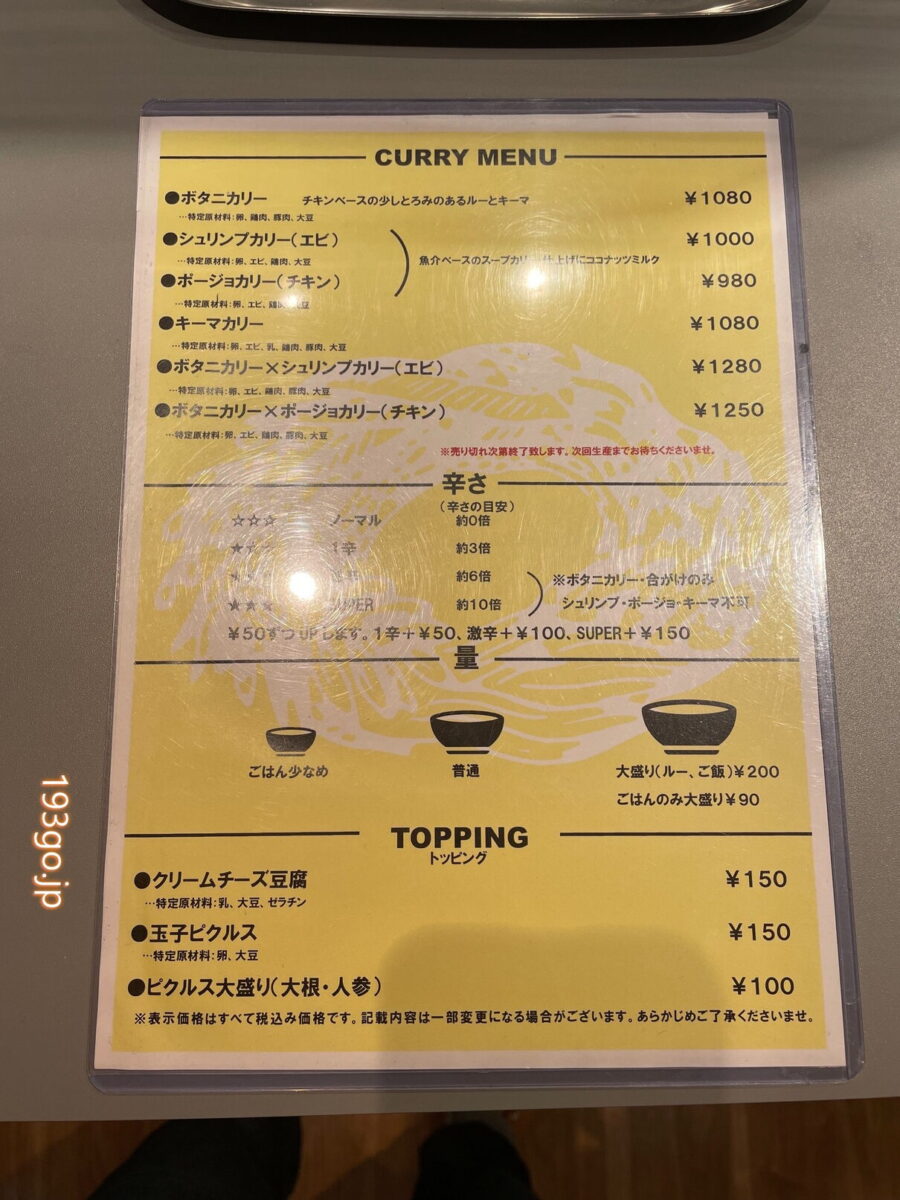 CURRY MENU
●ボタニカリー チキンベースの少しとろみのあるルーとキーマ ￥1080
…特定原材料：卵、鶏肉、豚肉、大豆
●シュリンプカリー（エビ） ￥1000
…特定原材料：卵、エビ、鶏肉、大豆
魚介ベースのスープカリー 仕上げにココナッツミルク
●ポージョカリー（チキン） ￥980
…特定原材料：卵、エビ、鶏肉、大豆
●キーマカリー ￥1080
…特定原材料：卵、エビ、乳、鶏肉、豚肉、大豆
●ボタニカリー×シュリンプカリー（エビ） ￥1280
…特定原材料：卵、エビ、鶏肉、豚肉、大豆
●ボタニカリー×ポージョカリー（チキン） ￥1250
…特定原材料：卵、エビ、鶏肉、豚肉、大豆
※売り切れ次第終了致します。次回生産までお待ちくださいませ。
辛さ
（辛さの目安）
☆☆☆ ノーマル 約0倍
★☆☆ 1辛 約3倍
約6倍 ※ボタニカリー・合がけのみ
★★★ SUPER 約10倍 シュリンプ・ポージョ・キーマ不可
￥50ずつUPします。1辛＋￥50、激辛＋￥100、SUPER＋￥150
量
ごはん少なめ 普通 大盛り（ルー、ご飯）￥200
ごはんのみ大盛り￥90
TOPPING
トッピング
●クリームチーズ豆腐 ￥150
…特定原材料：乳、大豆、ゼラチン
●玉子ピクルス ￥150
…特定原材料：卵、大豆
●ピクルス大盛り（大根・人参） ￥100
※表示価格はすべて税込み価格です。記載内容は一部変更になる場合がございます。あらかじめご了承くださいませ。
193go.jp